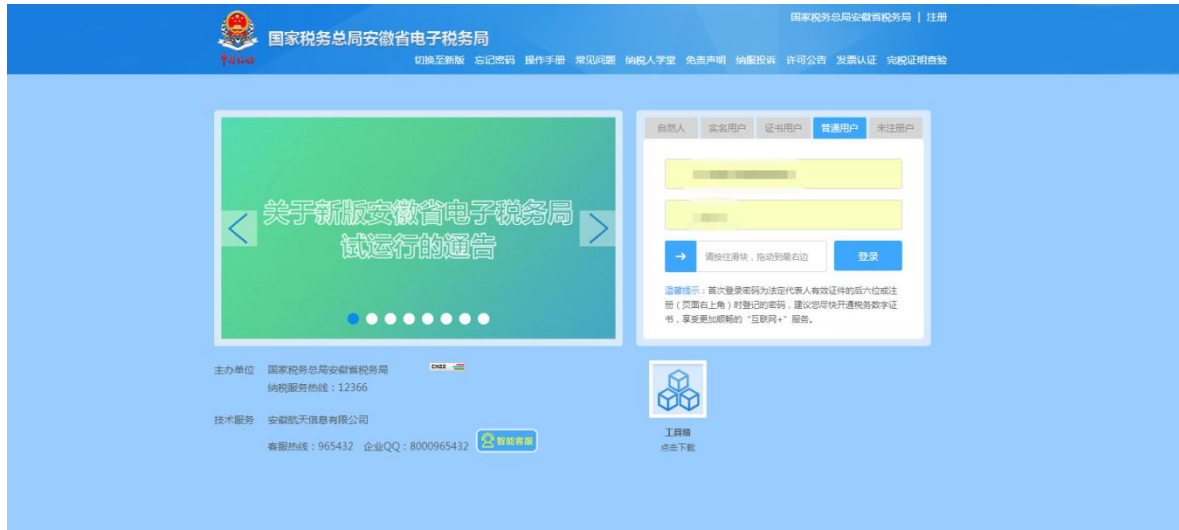 国家税务总局安徽省税务局 | 注册
国家税务总局安徽省电子税务局
中国税务
切换至新版 忘记密码 操作手册 常见问题 纳税人学堂 免责声明 纳服投诉 许可公告 发票认证 完税证明查验
自然人 实名用户 证书用户 普通用户 未注册户
关于新版安徽省电子税务局
试运行的通告
请按住滑块,拖动到最右边 登录
温馨提示:首次登录密码为法定代表人有效证件的后六位或注
册(页面右上角)时登记的密码,建议您尽快开通税务数字证
书,享受更加顺畅的“互联网+”服务。
主办单位 国家税务总局安徽省税务局 CNZZ
纳税服务热线:12366
技术服务 安徽航天信息有限公司
客服热线:965432 企业QQ:8000965432 智能客服
工具箱
点击下载